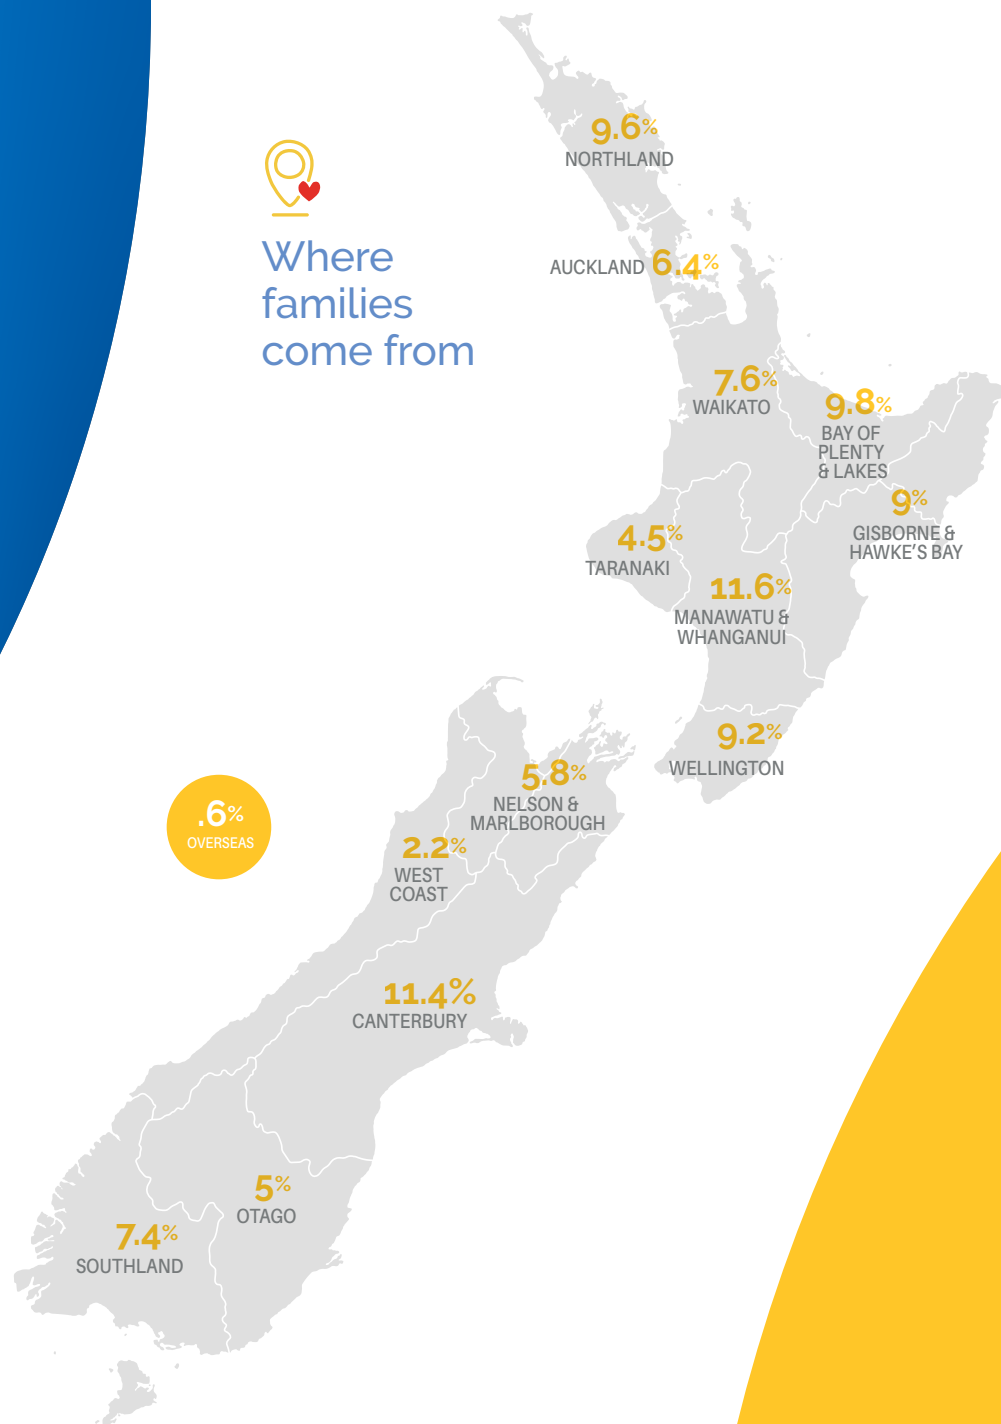 Where
families
come from
9.6%
NORTHLAND
AUCKLAND 6.4%
7.6%
WAIKATO
9.8%
BAY OF
PLENTY
& LAKES
9%
GISBORNE &
HAWKE'S BAY
4.5%
TARANAKI
11.6%
MANAWATU &
WHANGANUI
9.2%
WELLINGTON
5.8%
NELSON &
MARLBOROUGH
.6%
OVERSEAS
2.2%
WEST
COAST
11.4%
CANTERBURY
5%
OTAGO
7.4%
SOUTHLAND